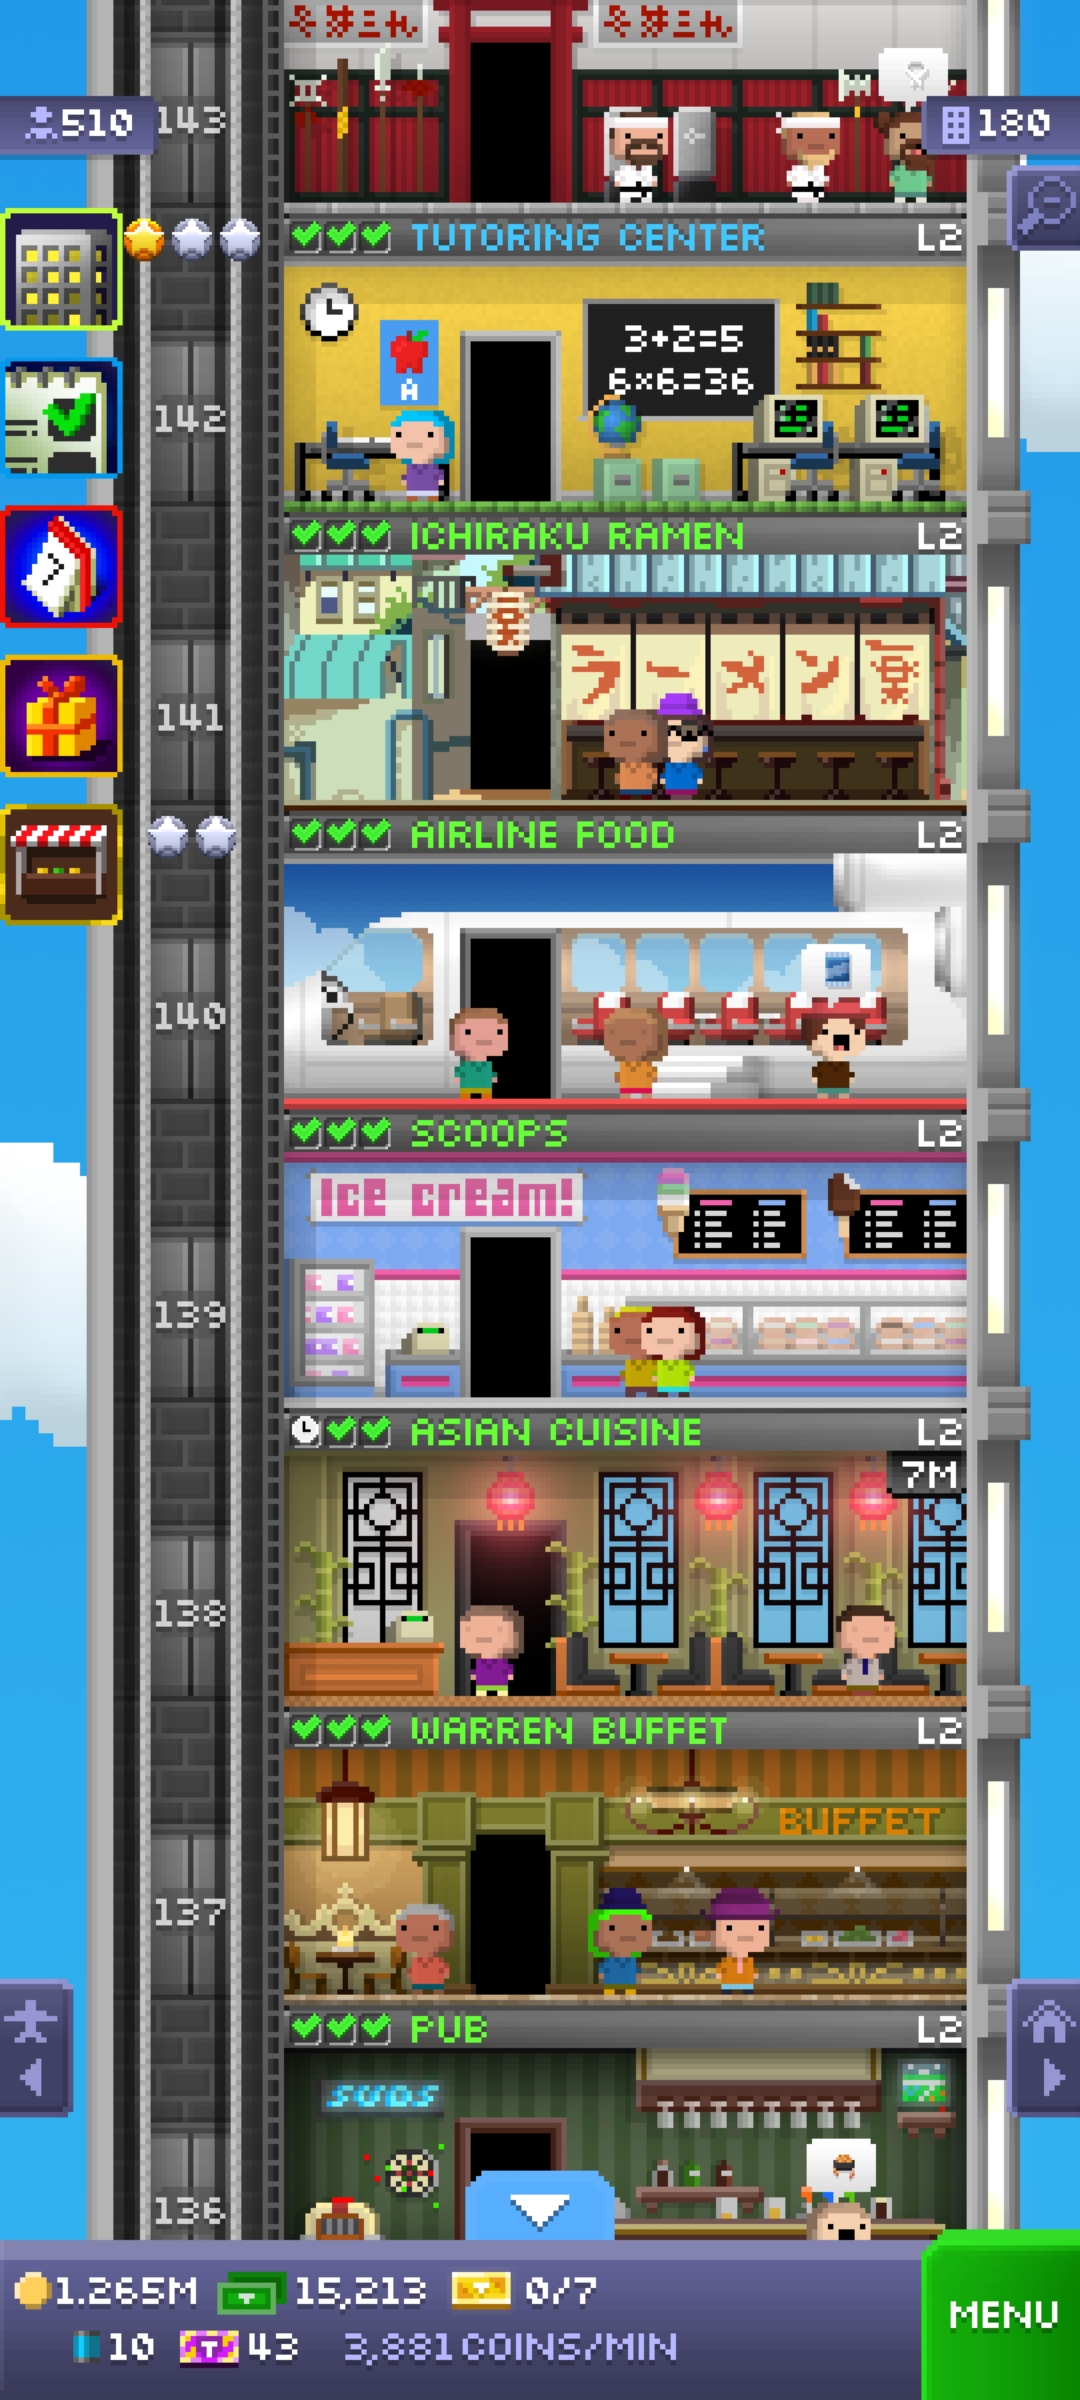 510
143
180
TUTORING CENTER L2
3+2=5
6×6=36
A
142
ICHIRAKU RAMEN L2
ラーメン
141
AIRLINE FOOD L2
140
SCOOPS L2
Ice cream!
139
ASIAN CUISINE L2
7M
138
WARREN BUFFET L2
BUFFET
137
PUB L2
SUDS
136
1.265M 15,213 0/7
10 43 3,881 COINS/MIN
MENU